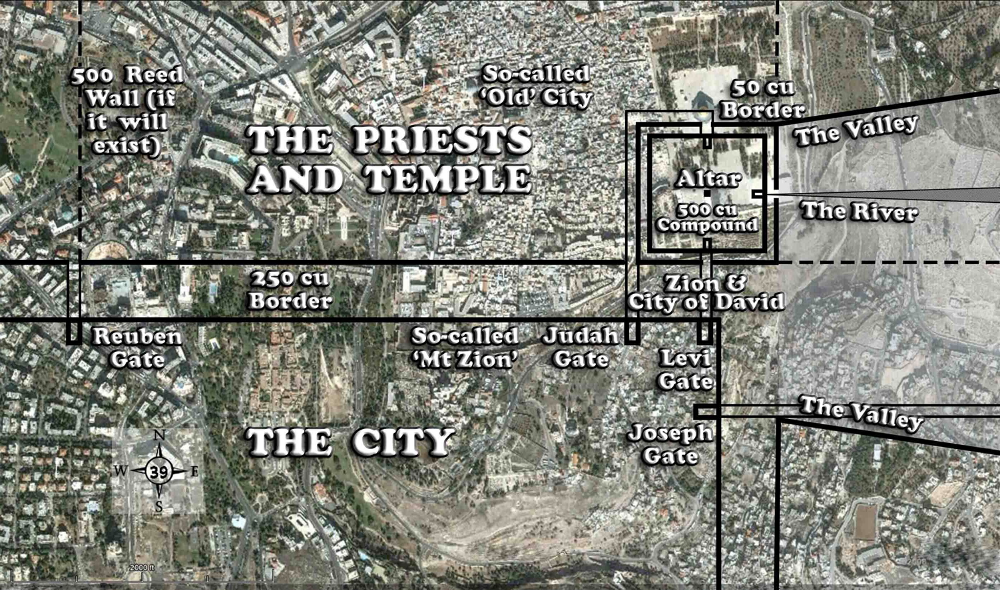 500 Reed
Wall (if
it will
exist)
So-called
'Old' City
50 cu
Border
THE PRIESTS
AND TEMPLE
The Valley
Altar
500 cu
Compound
The River
250 cu
Border
Zion &
City of David
Reuben
Gate
So-called
'Mt Zion'
Judah
Gate
Levi
Gate
The Valley
THE CITY
Joseph
Gate
N
W
39
E
S
2000 ft